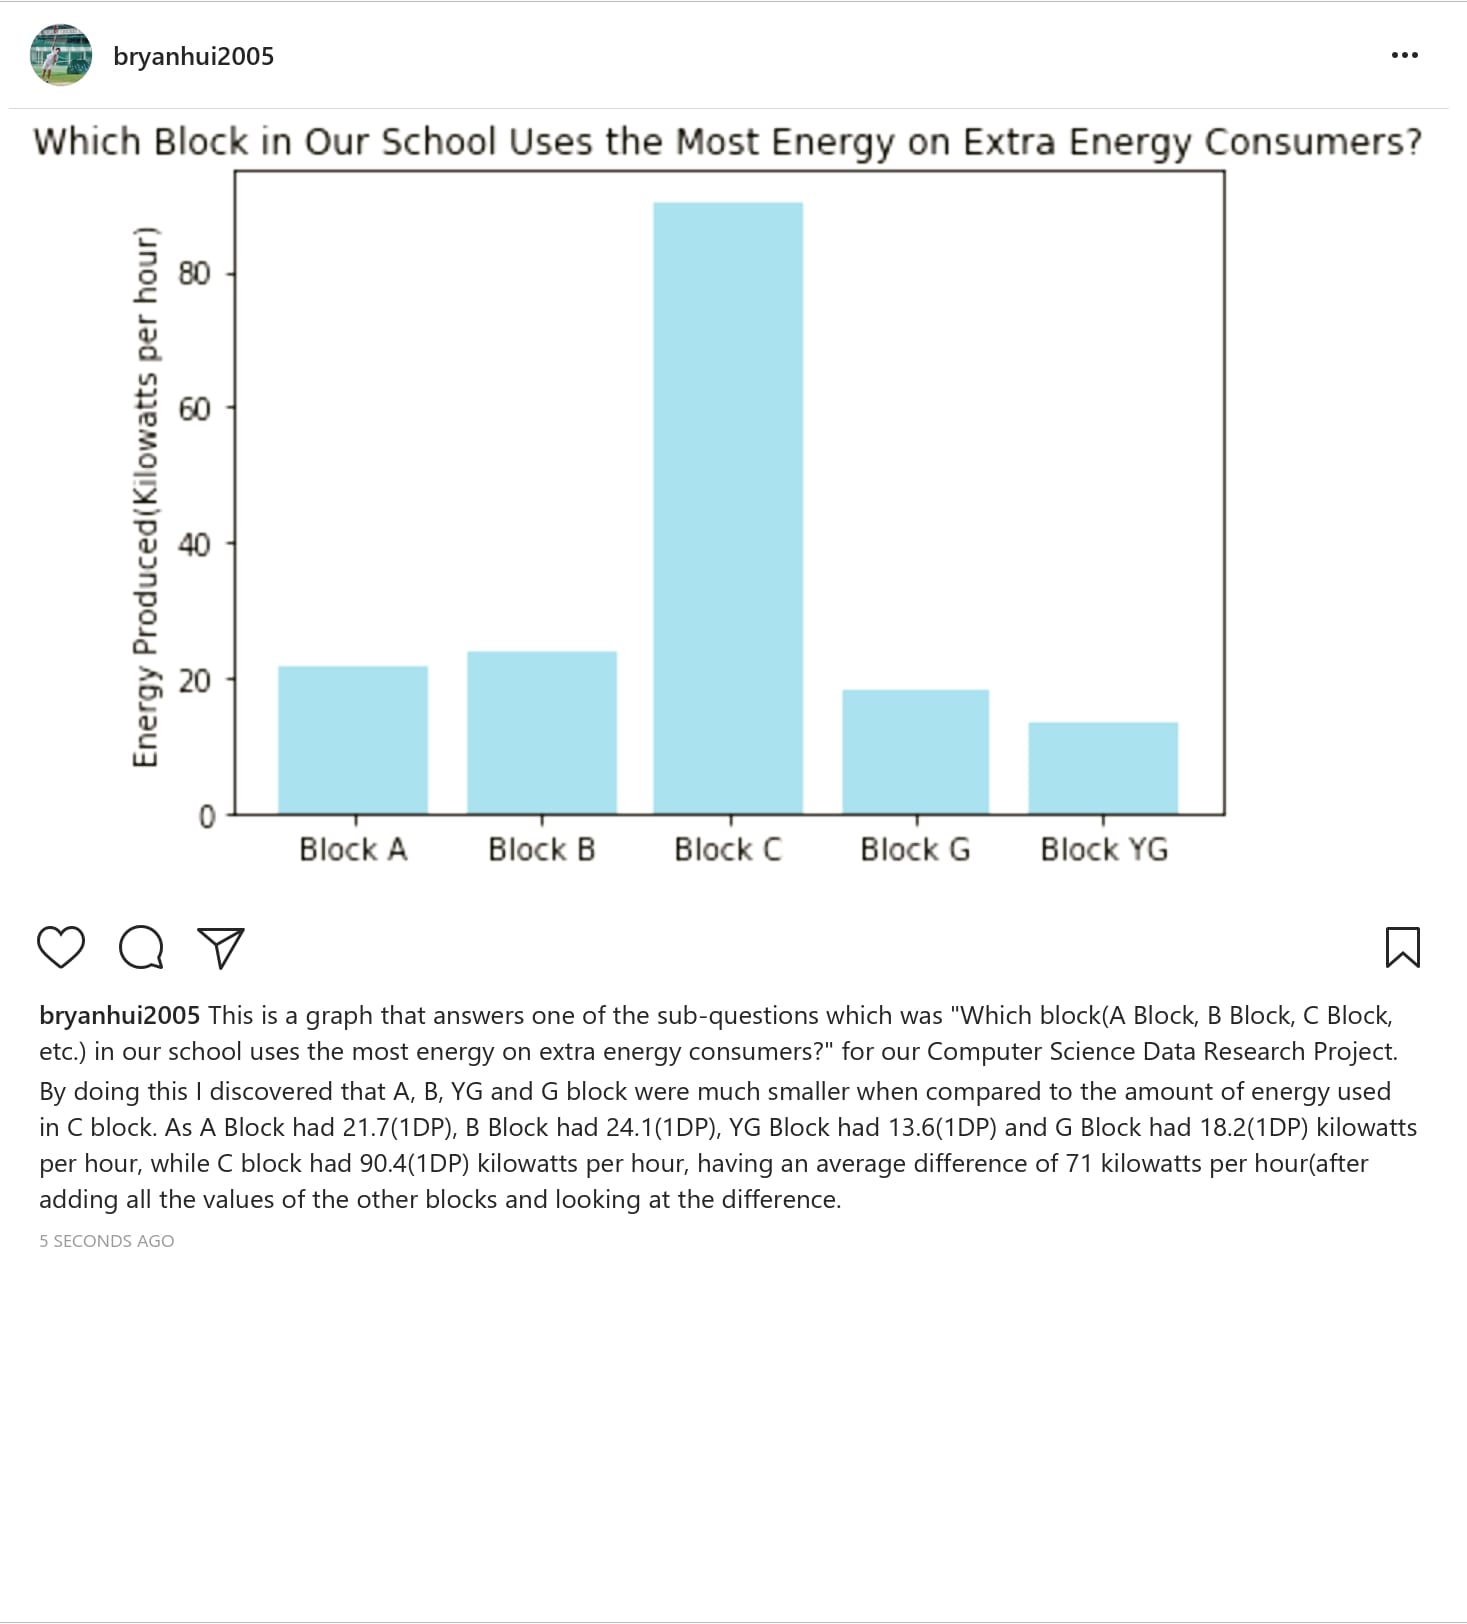 bryanhui2005
Which Block in Our School Uses the Most Energy on Extra Energy Consumers?
Energy Produced(Kilowatts per hour)
80
60
40
20
0
Block A
Block B
Block C
Block G
Block YG
bryanhui2005 This is a graph that answers one of the sub-questions which was "Which block(A Block, B Block, C Block,
etc.) in our school uses the most energy on extra energy consumers?" for our Computer Science Data Research Project.
By doing this I discovered that A, B, YG and G block were much smaller when compared to the amount of energy used
in C block. As A Block had 21.7(1DP), B Block had 24.1(1DP), YG Block had 13.6(1DP) and G Block had 18.2(1DP) kilowatts
per hour, while C block had 90.4(1DP) kilowatts per hour, having an average difference of 71 kilowatts per hour(after
adding all the values of the other blocks and looking at the difference.
5 SECONDS AGO